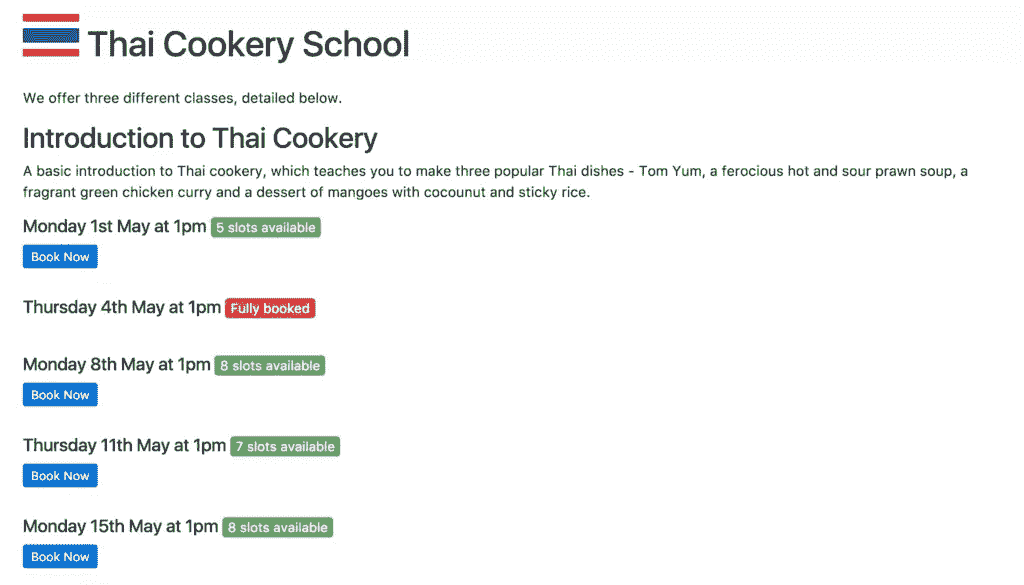 Thai Cookery School
We offer three different classes, detailed below.
Introduction to Thai Cookery
A basic introduction to Thai cookery, which teaches you to make three popular Thai dishes - Tom Yum, a ferocious hot and sour prawn soup, a
fragrant green chicken curry and a dessert of mangoes with cocounut and sticky rice.
Monday 1st May at 1pm 5 slots available
Book Now
Thursday 4th May at 1pm Fully booked
Monday 8th May at 1pm 8 slots available
Book Now
Thursday 11th May at 1pm 7 slots available
Book Now
Monday 15th May at 1pm 8 slots available
Book Now